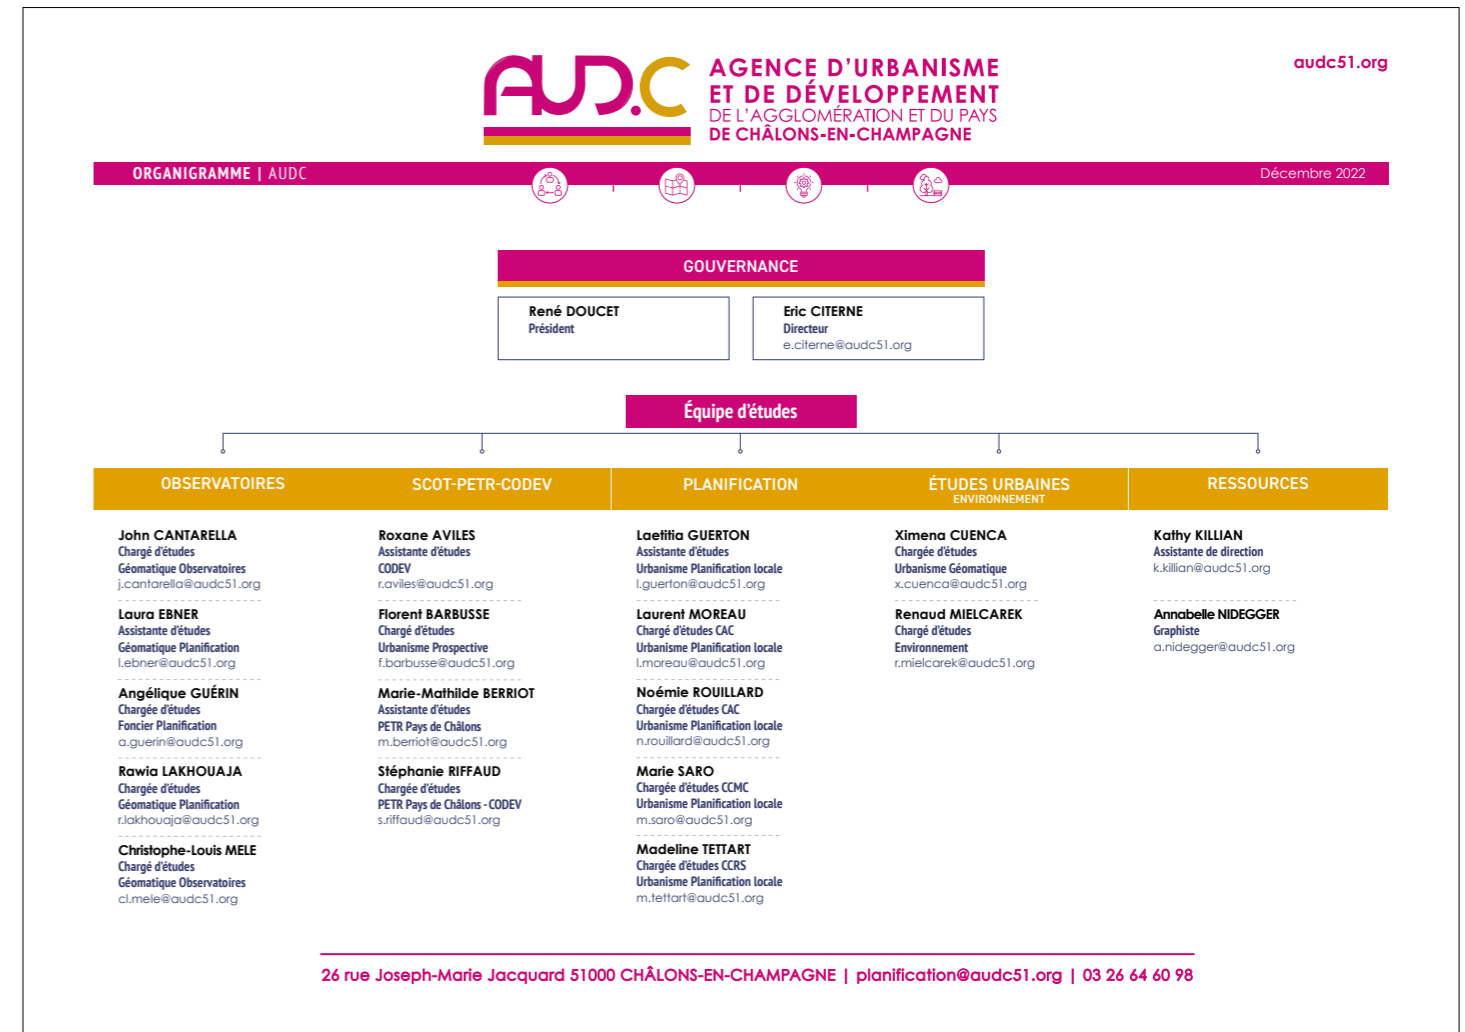 AUD.C
AGENCE D'URBANISME
ET DE DÉVELOPPEMENT
DE L'AGGLOMÉRATION ET DU PAYS
DE CHÂLONS-EN-CHAMPAGNE
audc51.org
ORGANIGRAMME | AUDC
Décembre 2022
GOUVERNANCE
René DOUCET
Président
Eric CITERNE
Directeur
e.citerne@audc51.org
Équipe d'études
OBSERVATOIRES
John CANTARELLA
Chargé d'études
Géomatique Observatoires
j.cantarella@audc51.org
Laura EBNER
Assistante d'études
Géomatique Planification
l.ebner@audc51.org
Angélique GUÉRIN
Chargée d'études
Foncier Planification
a.guerin@audc51.org
Rawia LAKHOUAJA
Chargée d'études
Géomatique Planification
r.lakhouaja@audc51.org
Christophe-Louis MELE
Chargé d'études
Géomatique Observatoires
cl.mele@audc51.org
SCOT-PETR-CODEV
Roxane AVILES
Assistante d'études
CODEV
r.aviles@audc51.org
Florent BARBUSSE
Chargé d'études
Urbanisme Prospective
f.barbusse@audc51.org
Marie-Mathilde BERRIOT
Assistante d'études
PETR Pays de Châlons
m.berriot@audc51.org
Stéphanie RIFFAUD
Chargée d'études
PETR Pays de Châlons - CODEV
s.riffaud@audc51.org
PLANIFICATION
Laetitia GUERTON
Assistante d'études
Urbanisme Planification locale
l.guerton@audc51.org
Laurent MOREAU
Chargé d'études CAC
Urbanisme Planification locale
l.moreau@audc51.org
Noémie ROUILLARD
Chargée d'études CAC
Urbanisme Planification locale
n.rouillard@audc51.org
Marie SARO
Chargée d'études CCMC
Urbanisme Planification locale
m.saro@audc51.org
Madeline TETTART
Chargée d'études CCRS
Urbanisme Planification locale
m.tettart@audc51.org
ÉTUDES URBAINES
ENVIRONNEMENT
Ximena CUENCA
Chargée d'études
Urbanisme Géomatique
x.cuenca@audc51.org
Renaud MIELCAREK
Chargé d'études
Environnement
r.mielcarek@audc51.org
RESSOURCES
Kathy KILLIAN
Assistante de direction
k.killian@audc51.org
Annabelle NIDEGGER
Graphiste
a.nidegger@audc51.org
26 rue Joseph-Marie Jacquard 51000 CHÂLONS-EN-CHAMPAGNE | planification@audc51.org | 03 26 64 60 98